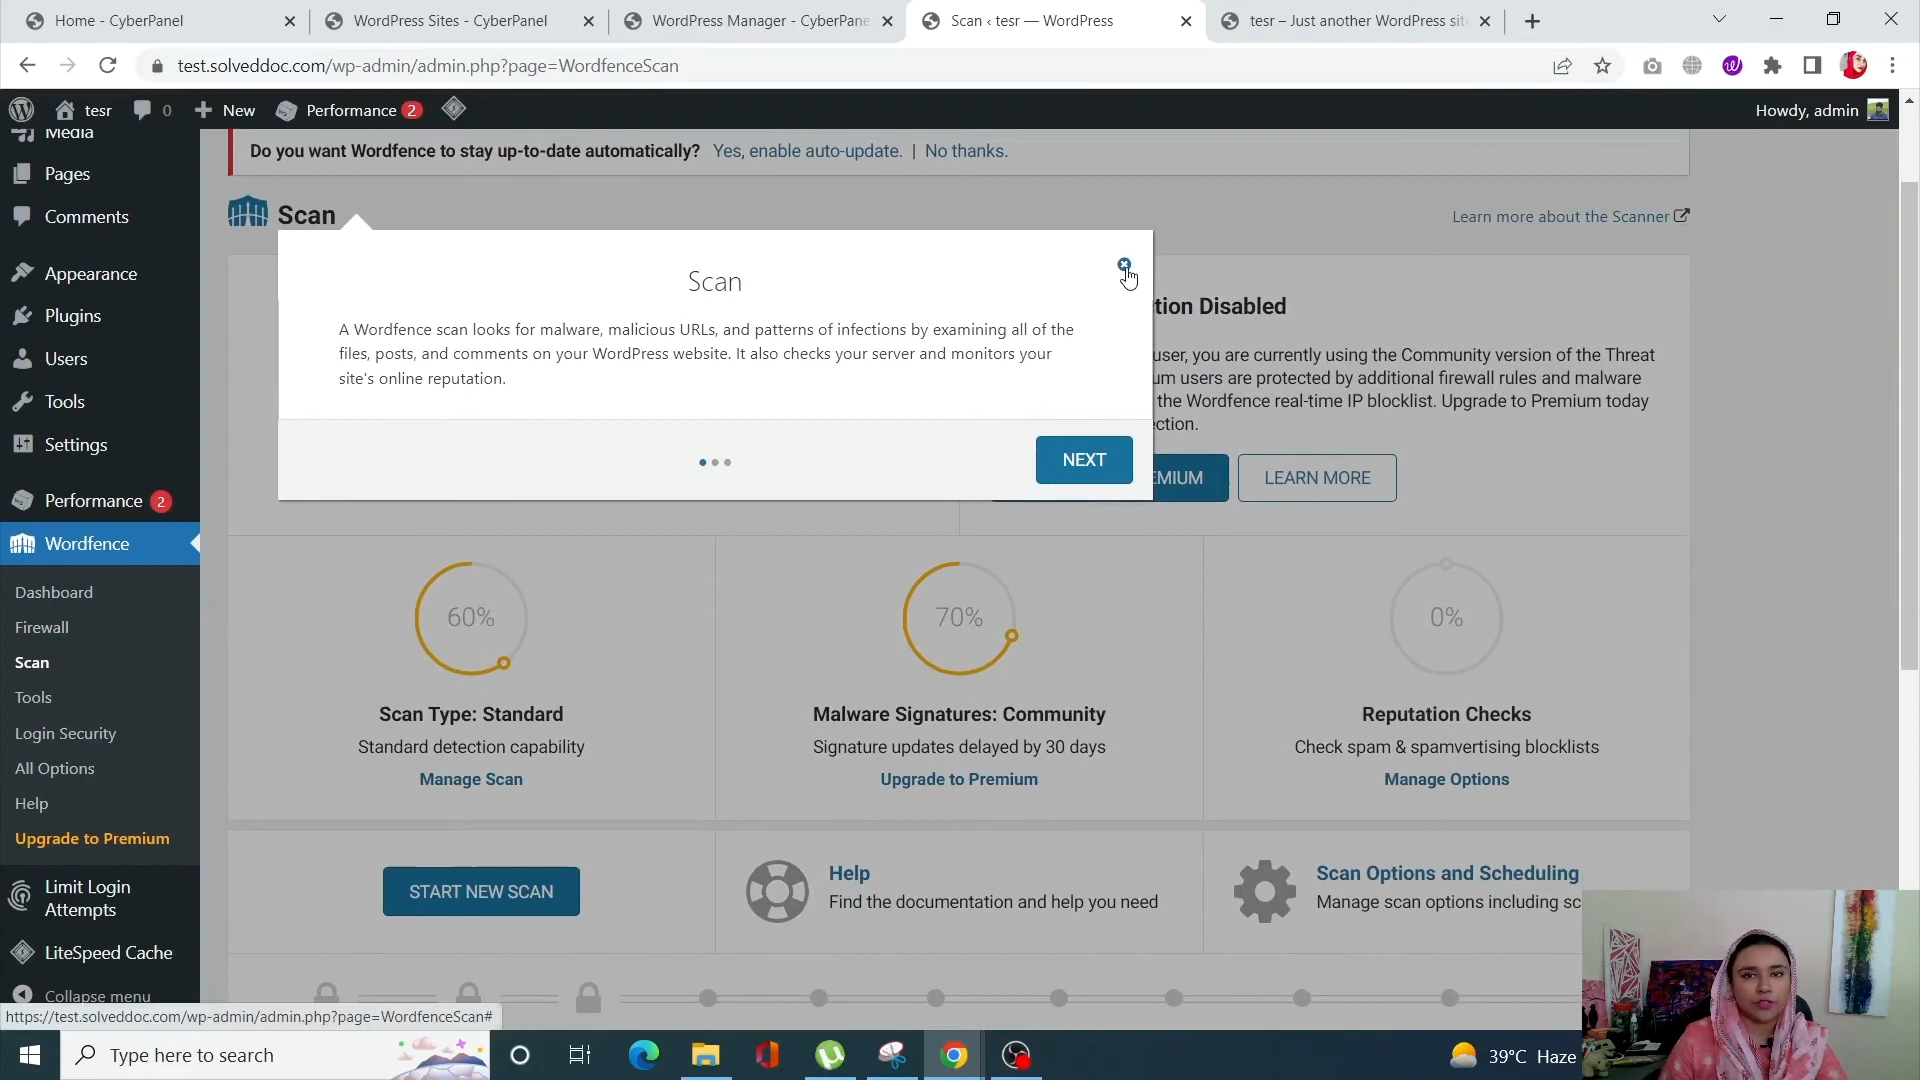 Home - CyberPanel
WordPress Sites - CyberPanel
WordPress Manager - CyberPane
Scan ‹ tesr — WordPress
tesr – Just another WordPress sit
test.solveddoc.com/wp-admin/admin.php?page=WordfenceScan
tesr
0
New
Performance 2
Howdy, admin
Media
Pages
Comments
Appearance
Plugins
Users
Tools
Settings
Performance 2
Wordfence
Dashboard
Firewall
Scan
Tools
Login Security
All Options
Help
Upgrade to Premium
Limit Login
Attempts
LiteSpeed Cache
Collapse menu
Do you want Wordfence to stay up-to-date automatically? Yes, enable auto-update. | No thanks.
Scan
Learn more about the Scanner
Scan
A Wordfence scan looks for malware, malicious URLs, and patterns of infections by examining all of the
files, posts, and comments on your WordPress website. It also checks your server and monitors your
site's online reputation.
NEXT
tion Disabled
user, you are currently using the Community version of the Threat
um users are protected by additional firewall rules and malware
the Wordfence real-time IP blocklist. Upgrade to Premium today
ction.
EMIUM
LEARN MORE
60%
Scan Type: Standard
Standard detection capability
Manage Scan
70%
Malware Signatures: Community
Signature updates delayed by 30 days
Upgrade to Premium
0%
Reputation Checks
Check spam & spamvertising blocklists
Manage Options
START NEW SCAN
Help
Find the documentation and help you need
Scan Options and Scheduling
Manage scan options including sc
https://test.solveddoc.com/wp-admin/admin.php?page=WordfenceScan#
Type here to search
39°C Haze